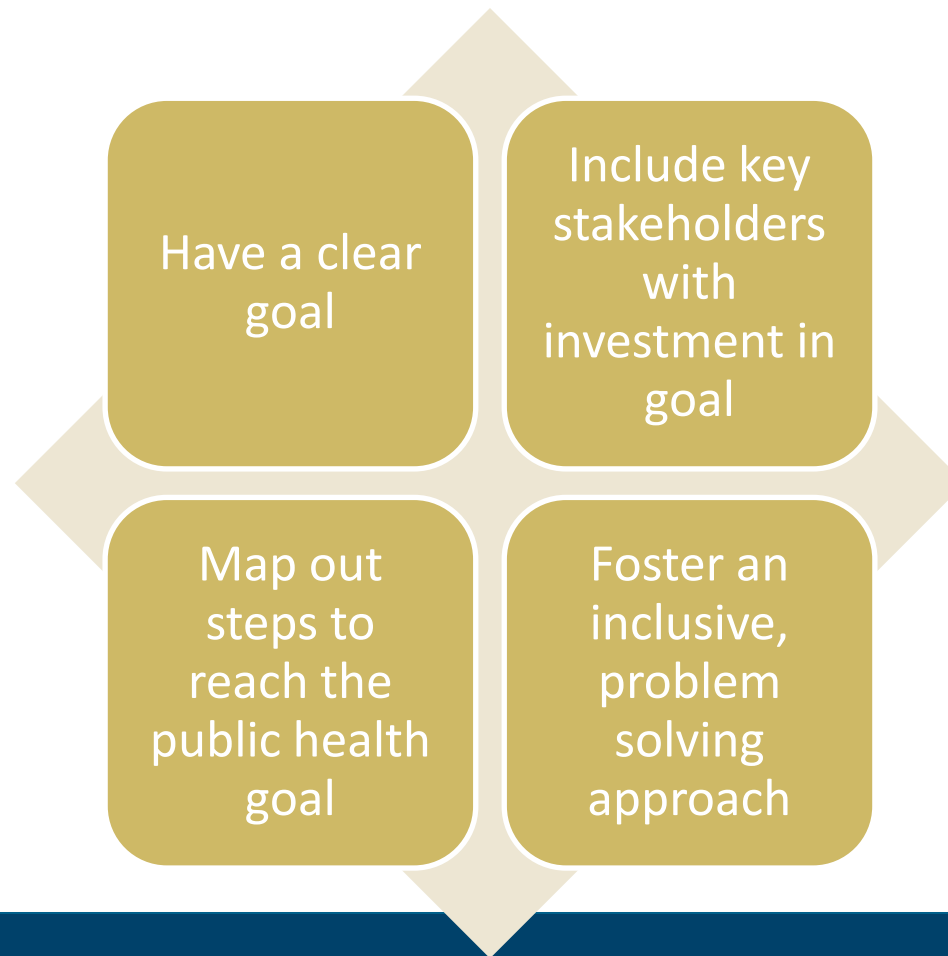 Have a clear
goal
Include key
stakeholders
with
investment in
goal
Map out
steps to
reach the
public health
goal
Foster an
inclusive,
problem
solving
approach